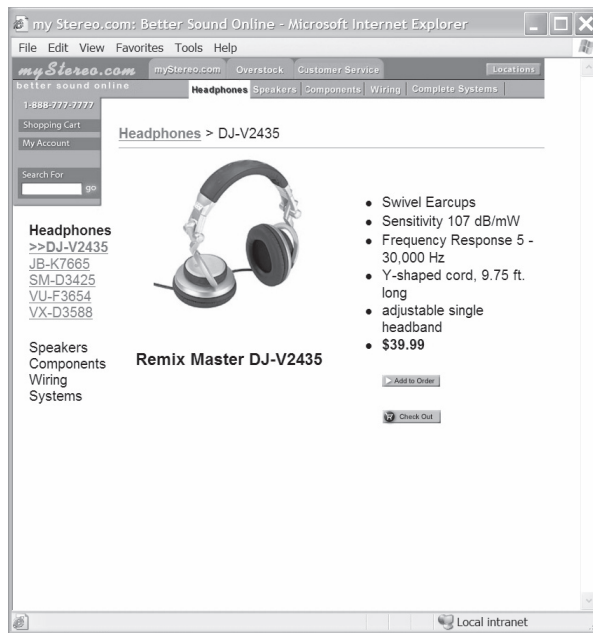 my Stereo.com: Better Sound Online - Microsoft Internet Explorer
File Edit View Favorites Tools Help
myStereo.com
myStereo.com Overstock Customer Service Locations
better sound online
Headphones Speakers Components Wiring Complete Systems
1-888-777-7777
Shopping Cart
My Account
Search For
go
Headphones > DJ-V2435
Headphones
>>DJ-V2435
JB-K7665
SM-D3425
VU-F3654
VX-D3588
Speakers
Components
Wiring
Systems
Remix Master DJ-V2435
• Swivel Earcups
• Sensitivity 107 dB/mW
• Frequency Response 5 -
30,000 Hz
• Y-shaped cord, 9.75 ft.
long
• adjustable single
headband
• $39.99
Add to Order
Check Out
Local intranet